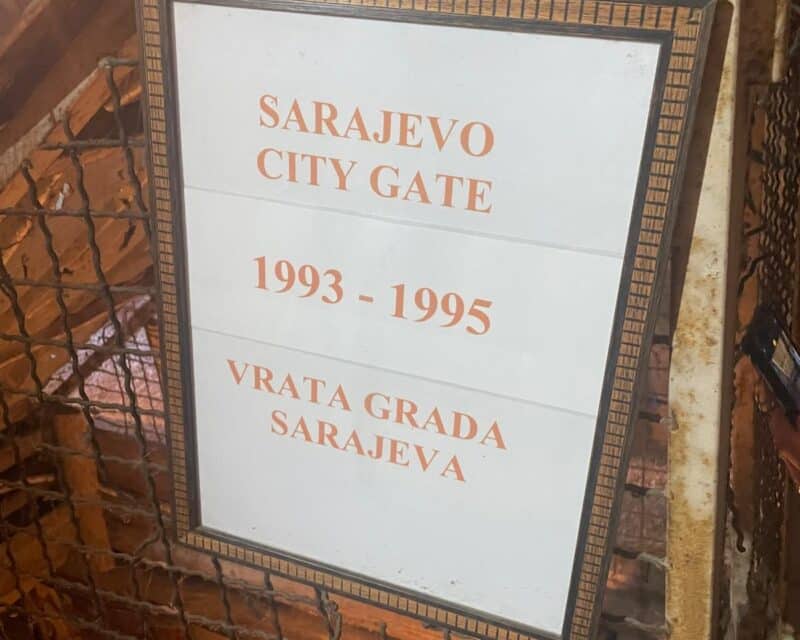 SARAJEVO
CITY GATE
1993 - 1995
VRATA GRADA
SARAJEVA